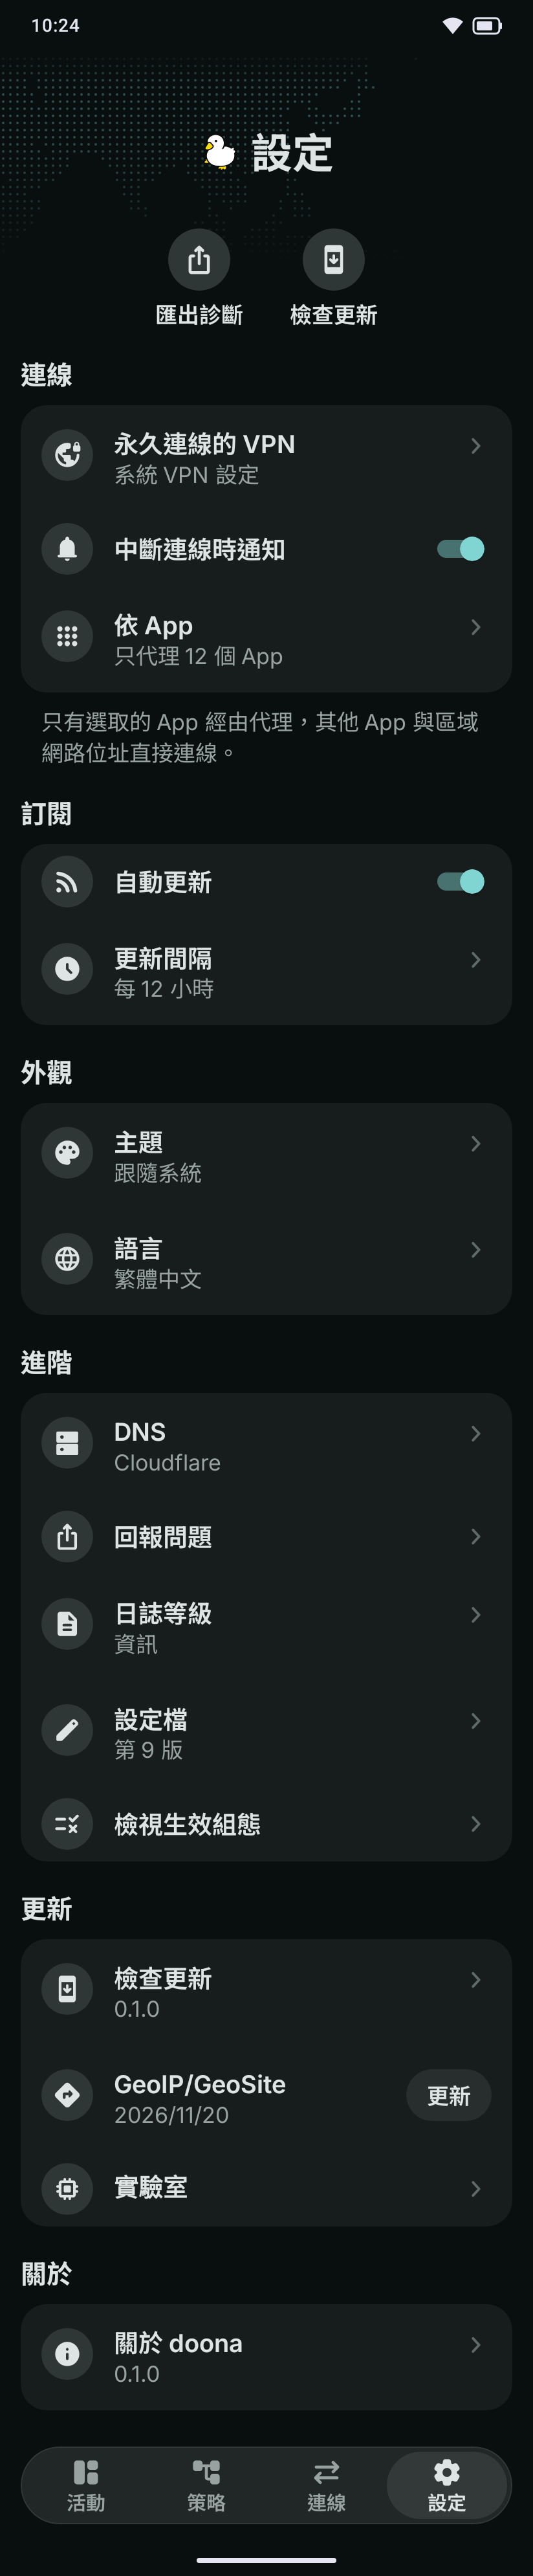 10:24
設定
匯出診斷
檢查更新
連線
永久連線的 VPN
系統 VPN 設定
中斷連線時通知
依 App
只代理 12 個 App
只有選取的 App 經由代理，其他 App 與區域
網路位址直接連線。
訂閱
自動更新
更新間隔
每 12 小時
外觀
主題
跟隨系統
語言
繁體中文
進階
DNS
Cloudflare
回報問題
日誌等級
資訊
設定檔
第 9 版
檢視生效組態
更新
檢查更新
0.1.0
GeoIP/GeoSite
2026/11/20
更新
實驗室
關於
關於 doona
0.1.0
活動
策略
連線
設定